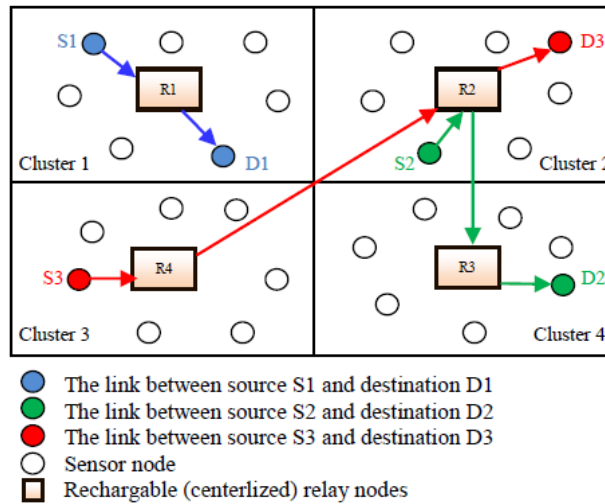 S1
D3
R1
R2
Cluster 1
D1
S2
Cluster 2
S3
R4
R3
D2
Cluster 3
Cluster 4
The link between source S1 and destination D1
The link between source S2 and destination D2
The link between source S3 and destination D3
Sensor node
Rechargable (centerlized) relay nodes